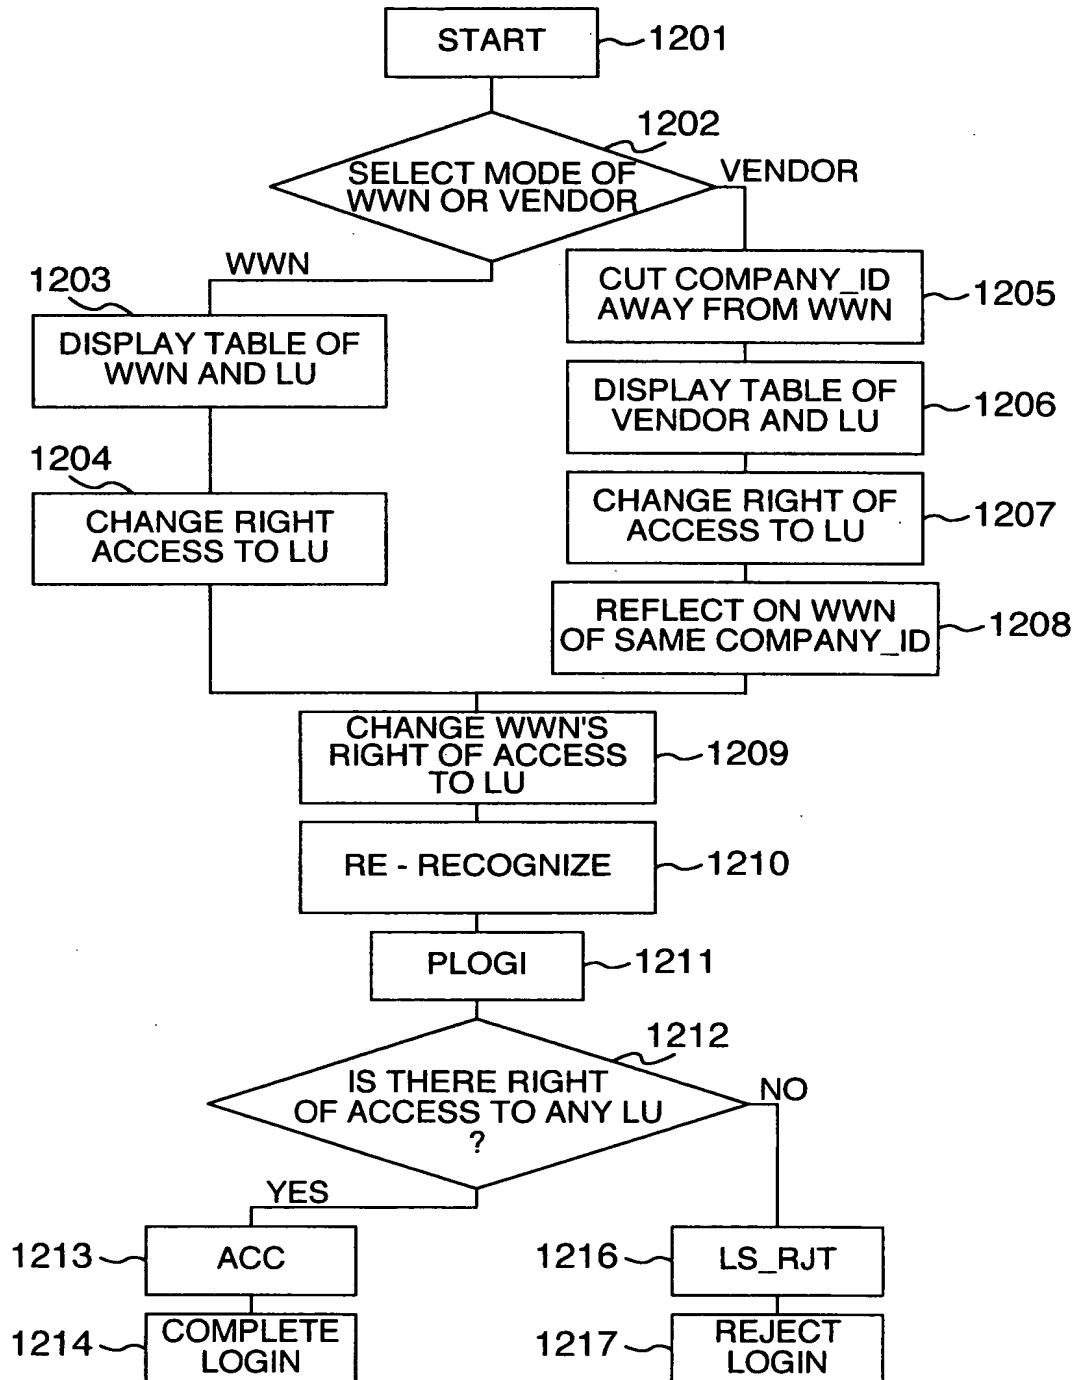 START
1201
1202
SELECT MODE OF
WWN OR VENDOR
VENDOR
WWN
1203
DISPLAY TABLE OF
WWN AND LU
CUT COMPANY_ID
AWAY FROM WWN
1205
DISPLAY TABLE OF
VENDOR AND LU
1206
1204
CHANGE RIGHT
ACCESS TO LU
CHANGE RIGHT OF
ACCESS TO LU
1207
REFLECT ON WWN
OF SAME COMPANY_ID
1208
CHANGE WWN'S
RIGHT OF ACCESS
TO LU
1209
RE - RECOGNIZE
1210
PLOGI
1211
1212
IS THERE RIGHT
OF ACCESS TO ANY LU
?
NO
YES
1213
ACC
1216
LS_RJT
1214
COMPLETE
LOGIN
1217
REJECT
LOGIN